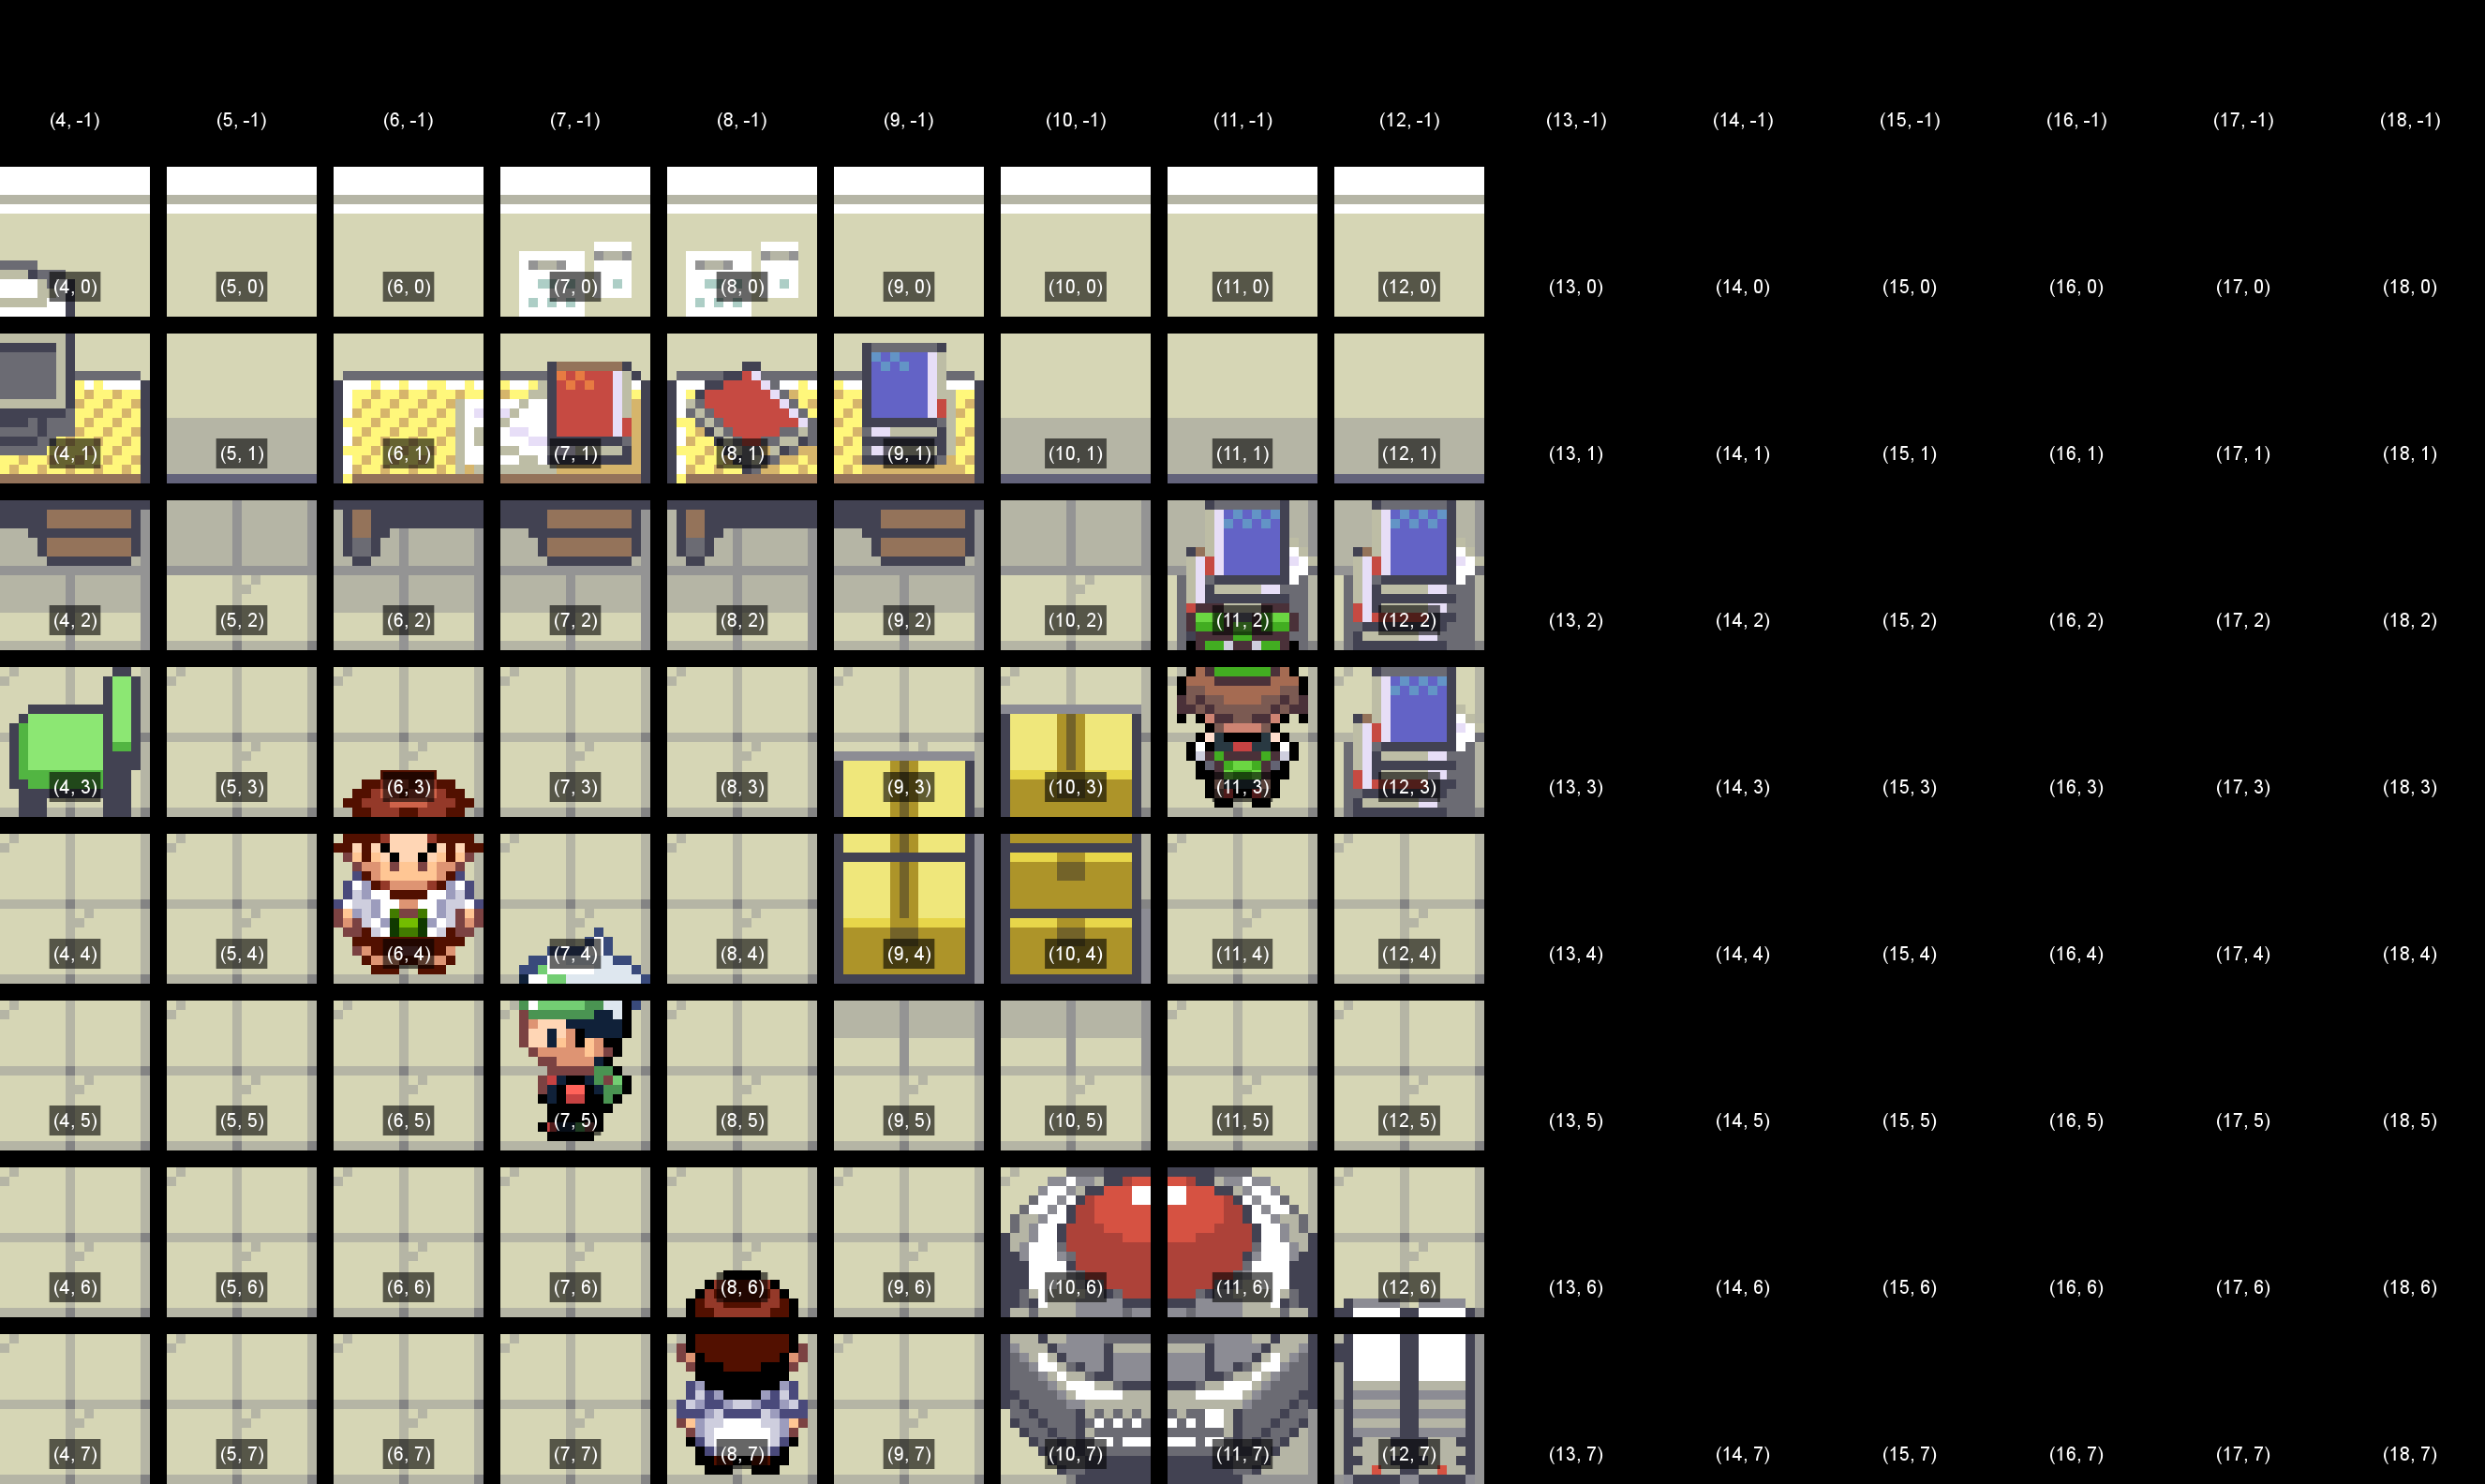 (4, -1) (5, -1) (6, -1) (7, -1) (8, -1) (9, -1) (10, -1) (11, -1) (12, -1) (13, -1) (14, -1) (15, -1) (16, -1) (17, -1) (18, -1)
(4, 0) (5, 0) (6, 0) (7, 0) (8, 0) (9, 0) (10, 0) (11, 0) (12, 0) (13, 0) (14, 0) (15, 0) (16, 0) (17, 0) (18, 0)
(4, 1) (5, 1) (6, 1) (7, 1) (8, 1) (9, 1) (10, 1) (11, 1) (12, 1) (13, 1) (14, 1) (15, 1) (16, 1) (17, 1) (18, 1)
(4, 2) (5, 2) (6, 2) (7, 2) (8, 2) (9, 2) (10, 2) (11, 2) (12, 2) (13, 2) (14, 2) (15, 2) (16, 2) (17, 2) (18, 2)
(4, 3) (5, 3) (6, 3) (7, 3) (8, 3) (9, 3) (10, 3) (11, 3) (12, 3) (13, 3) (14, 3) (15, 3) (16, 3) (17, 3) (18, 3)
(4, 4) (5, 4) (6, 4) (7, 4) (8, 4) (9, 4) (10, 4) (11, 4) (12, 4) (13, 4) (14, 4) (15, 4) (16, 4) (17, 4) (18, 4)
(4, 5) (5, 5) (6, 5) (7, 5) (8, 5) (9, 5) (10, 5) (11, 5) (12, 5) (13, 5) (14, 5) (15, 5) (16, 5) (17, 5) (18, 5)
(4, 6) (5, 6) (6, 6) (7, 6) (8, 6) (9, 6) (10, 6) (11, 6) (12, 6) (13, 6) (14, 6) (15, 6) (16, 6) (17, 6) (18, 6)
(4, 7) (5, 7) (6, 7) (7, 7) (8, 7) (9, 7) (10, 7) (11, 7) (12, 7) (13, 7) (14, 7) (15, 7) (16, 7) (17, 7) (18, 7)